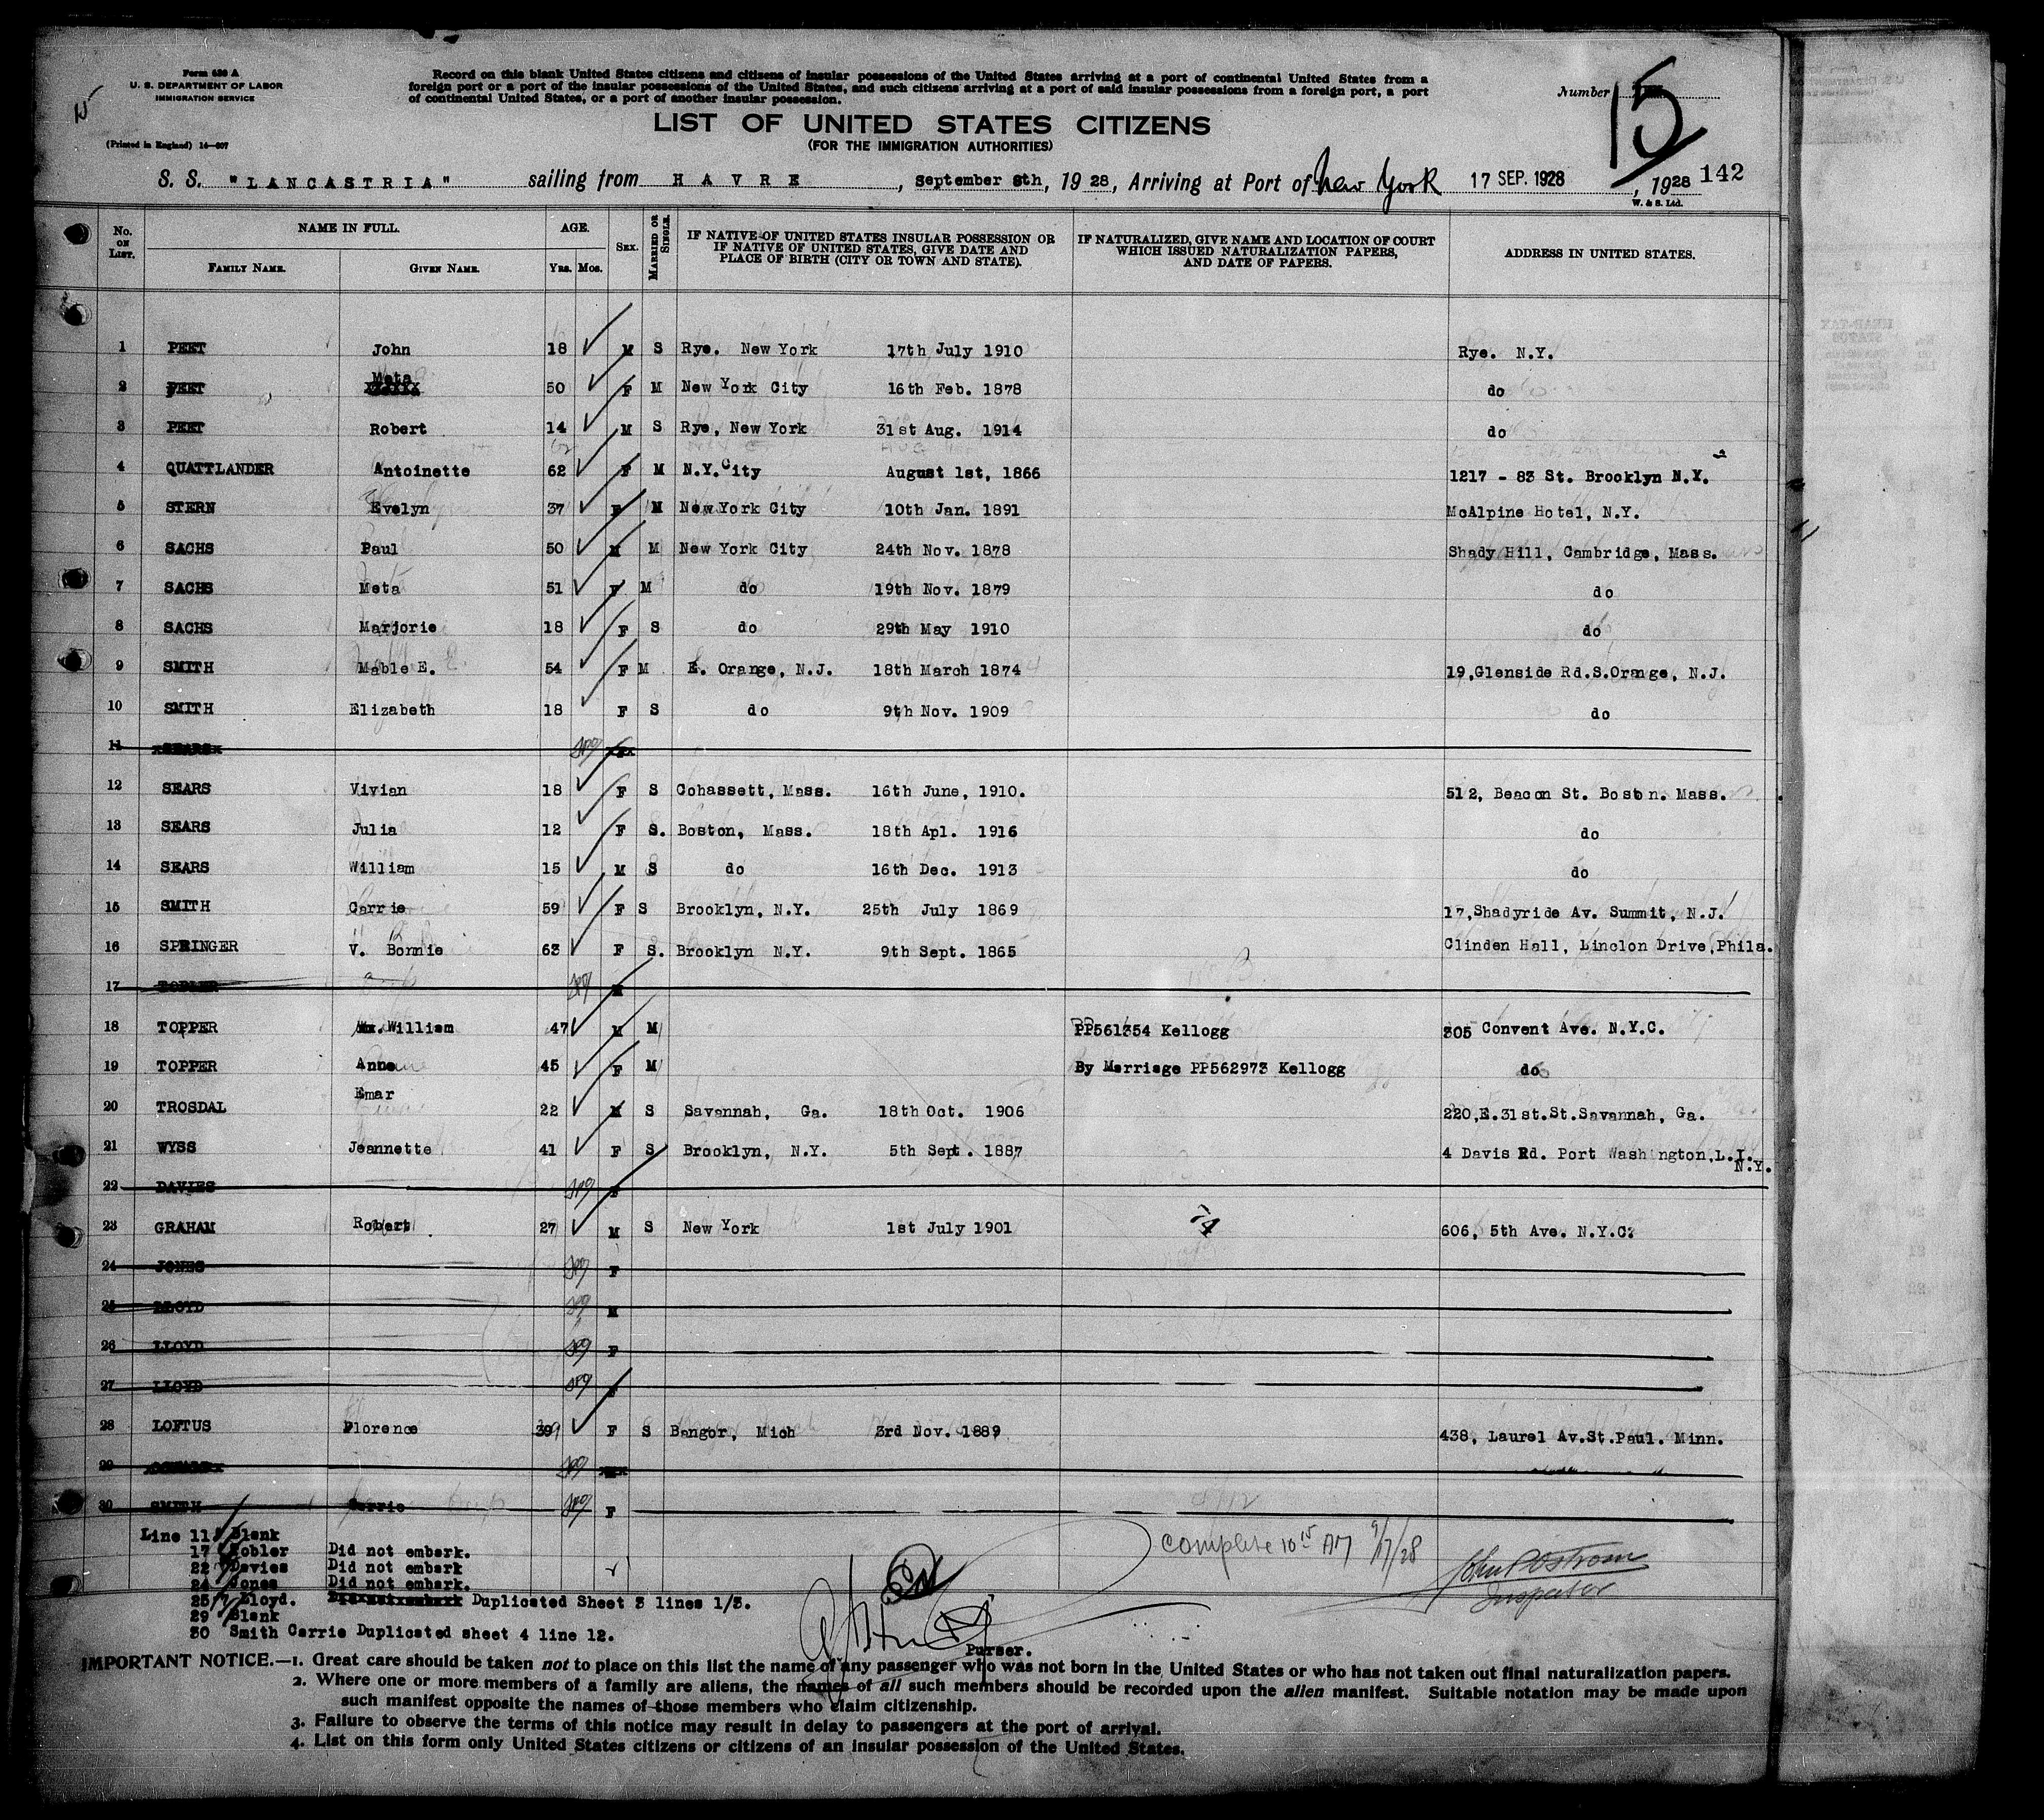 Form 630 A
U. S. DEPARTMENT OF LABOR
IMMIGRATION SERVICE
(Printed in England) 14—607
15
Record on this blank United States citizens and citizens of insular possessions of the United States arriving at a port of continental United States from a
foreign port or a port of the insular possessions of the United States, and such citizens arriving at a port of said insular possessions from a foreign port, a port
of continental United States, or a port of another insular possession.
Number 15
LIST OF UNITED STATES CITIZENS
(FOR THE IMMIGRATION AUTHORITIES)
S. S. "LANCASTRIA" sailing from HAVRE, September 8th, 1928, Arriving at Port of New York 17 SEP. 1928, 1928 142
W. & S. Ltd.
No. ON LIST. NAME IN FULL. FAMILY NAME. GIVEN NAME. AGE. YRS. MOS. SEX. MARRIED OR SINGLE. IF NATIVE OF UNITED STATES INSULAR POSSESSION OR IF NATIVE OF UNITED STATES, GIVE DATE AND PLACE OF BIRTH (CITY OR TOWN AND STATE). IF NATURALIZED, GIVE NAME AND LOCATION OF COURT WHICH ISSUED NATURALIZATION PAPERS, AND DATE OF PAPERS. ADDRESS IN UNITED STATES.
1 PEET John 18 M S Rye. New York 17th July 1910 Rye. N.Y.
2 PEET Meta 50 F M New York City 16th Feb. 1878 do
3 PEET Robert 14 M S Rye, New York 31st Aug. 1914 do
4 QUATTLANDER Antoinette 62 F M N.Y.City August 1st, 1866 1217 - 83 St. Brooklyn N.Y.
5 STERN Evelyn 37 F M New York City 10th Jan. 1891 McAlpine Hotel, N.Y.
6 SACHS Paul 50 M M New York City 24th Nov. 1878 Shady Hill, Cambridge, Mass.
7 SACHS Meta 51 F M do 19th Nov. 1879 do
8 SACHS Marjorie 18 F S do 29th May 1910 do
9 SMITH Mable E. 54 F M E. Orange, N.J. 18th March 1874 19,Glenside Rd.S.Orange, N.J.
10 SMITH Elizabeth 18 F S do 9th Nov. 1909 do
11 SEARS
12 SEARS Vivian 18 F S Cohassett, Mass. 16th June, 1910. 512, Beacon St. Boston. Mass.
13 SEARS Julia 12 F S. Boston, Mass. 18th Apl. 1916 do
14 SEARS William 15 M S do 16th Dec. 1913 do
15 SMITH Carrie 59 F S Brooklyn, N.Y. 25th July 1869 17,Shadyride Av. Summit, N.J.
16 SPRINGER V. Bonnie 63 F S. Brooklyn N.Y. 9th Sept. 1865 Clinden Hall, Linclon Drive,Phila.
17 TOPLER M
18 TOPPER William 47 M M PP561354 Kellogg 305 Convent Ave. N.Y.C.
19 TOPPER Anne 45 F M By Marriage PP562973 Kellogg do
20 TROSDAL Emar 22 M S Savannah, Ga. 18th Oct. 1906 220,E.31st.St.Savannah, Ga.
21 WYSS Jeannette 41 F S Brooklyn, N.Y. 5th Sept. 1887 4 Davis Rd. Port Washington,L.I. N.Y.
22 DAVIES F
23 GRAHAM Robert 27 M S New York 1st July 1901 606, 5th Ave. N.Y.C.
24 JONES F
25 LLOYD M
26 LLOYD F
27 LLOYD
28 LOFTUS Florence 39 F S Bangor, Mich 3rd Nov. 1889 438, Laurel Av.St.Paul. Minn.
29
30 SMITH Carrie F
Line 11 Blank
17 Tobler Did not embark.
22 Davies Did not embark
24 Jones Did not embark.
25/7 Lloyd. Duplicated Sheet 3 lines 1/3.
29 Blank
30 Smith Carrie Duplicated sheet 4 line 12.
complete 10 15 AM 9/17/28
John P Ostrom
Inspector
Purser.
IMPORTANT NOTICE.—1. Great care should be taken not to place on this list the name of any passenger who was not born in the United States or who has not taken out final naturalization papers.
2. Where one or more members of a family are aliens, the names of all such members should be recorded upon the alien manifest. Suitable notation may be made upon
such manifest opposite the names of those members who claim citizenship.
3. Failure to observe the terms of this notice may result in delay to passengers at the port of arrival.
4. List on this form only United States citizens or citizens of an insular possession of the United States.